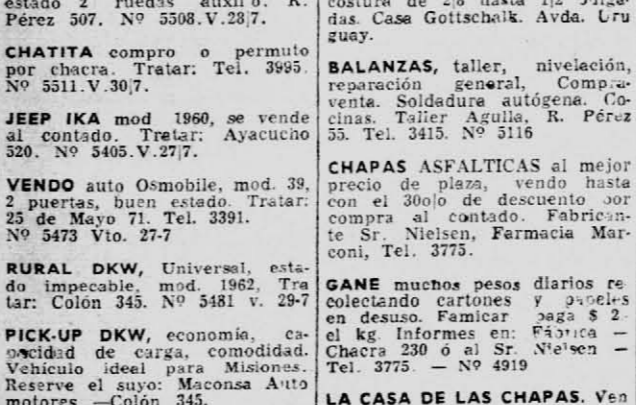 estado 2 ruedas auxilio. R.
Pérez 507. Nº 5508.V.28|7.
CHATITA compro o permuto
por chacra. Tratar: Tel. 3995.
Nº 5511.V.30|7.
JEEP IKA mod 1960, se vende
al contado. Tratar: Ayacucho
520. Nº 5405.V.27|7.
VENDO auto Osmobile, mod. 39,
2 puertas, buen estado. Tratar:
25 de Mayo 71. Tel. 3391.
Nº 5473 Vto. 27-7
RURAL DKW, Universal, esta-
do impecable, mod. 1962, Tra
tar: Colón 345. Nº 5481 v. 29-7
PICK-UP DKW, economía, ca-
pacidad de carga, comodidad.
Vehículo ideal para Misiones.
Reserve el suyo: Maconsa Auto
motores —Colón 345.
costura de 2|8 hasta 1|2
das. Casa Gottschalk. Avda. Uru
guay.
BALANZAS, taller, nivelación,
reparación general, Compra-
venta. Soldadura autógena. Co-
cinas. Taller Agulla, R. Pérez
55. Tel. 3415. Nº 5116
CHAPAS ASFALTICAS al mejor
precio de plaza, vendo hasta
con el 30o|o de descuento por
compra al contado. Fabrican-
te Sr. Nielsen, Farmacia Mar-
coni, Tel. 3775.
GANE muchos pesos diarios re
colectando cartones y papeles
en desuso. Famicar paga $ 2.
el kg. Informes en: Fábrica —
Chacra 230 ó al Sr. Nielsen —
Tel. 3775. — Nº 4919
LA CASA DE LAS CHAPAS. Ven